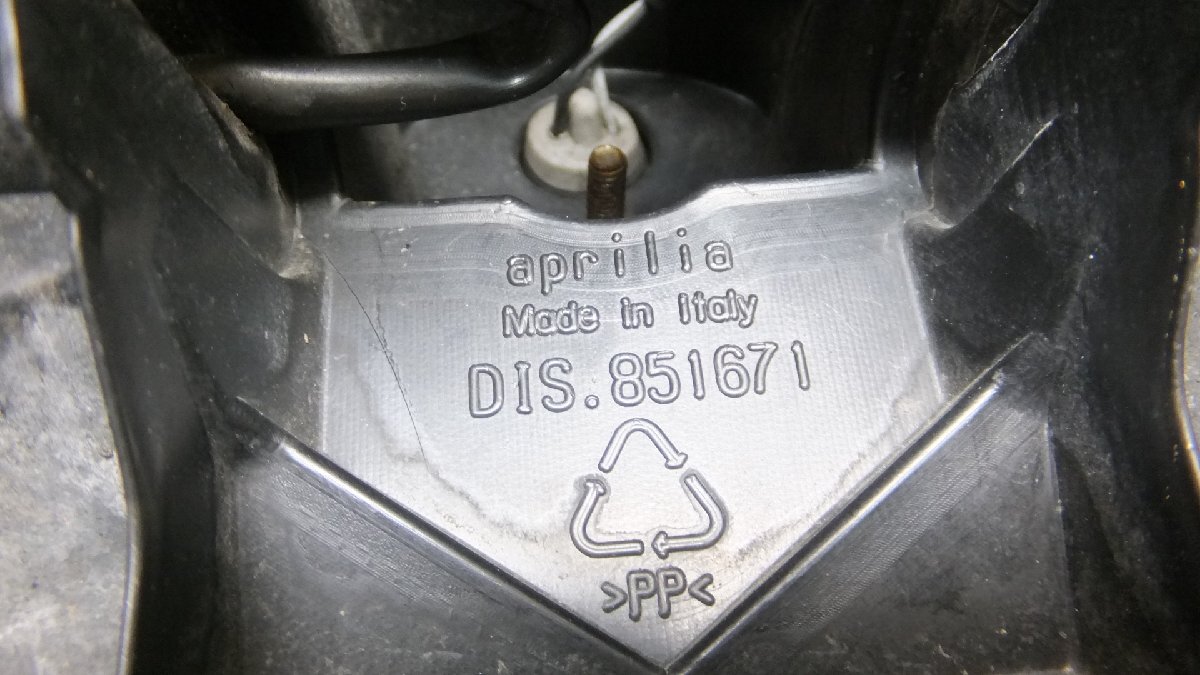 aprilia
Made in Italy
DIS.851671
>PP<